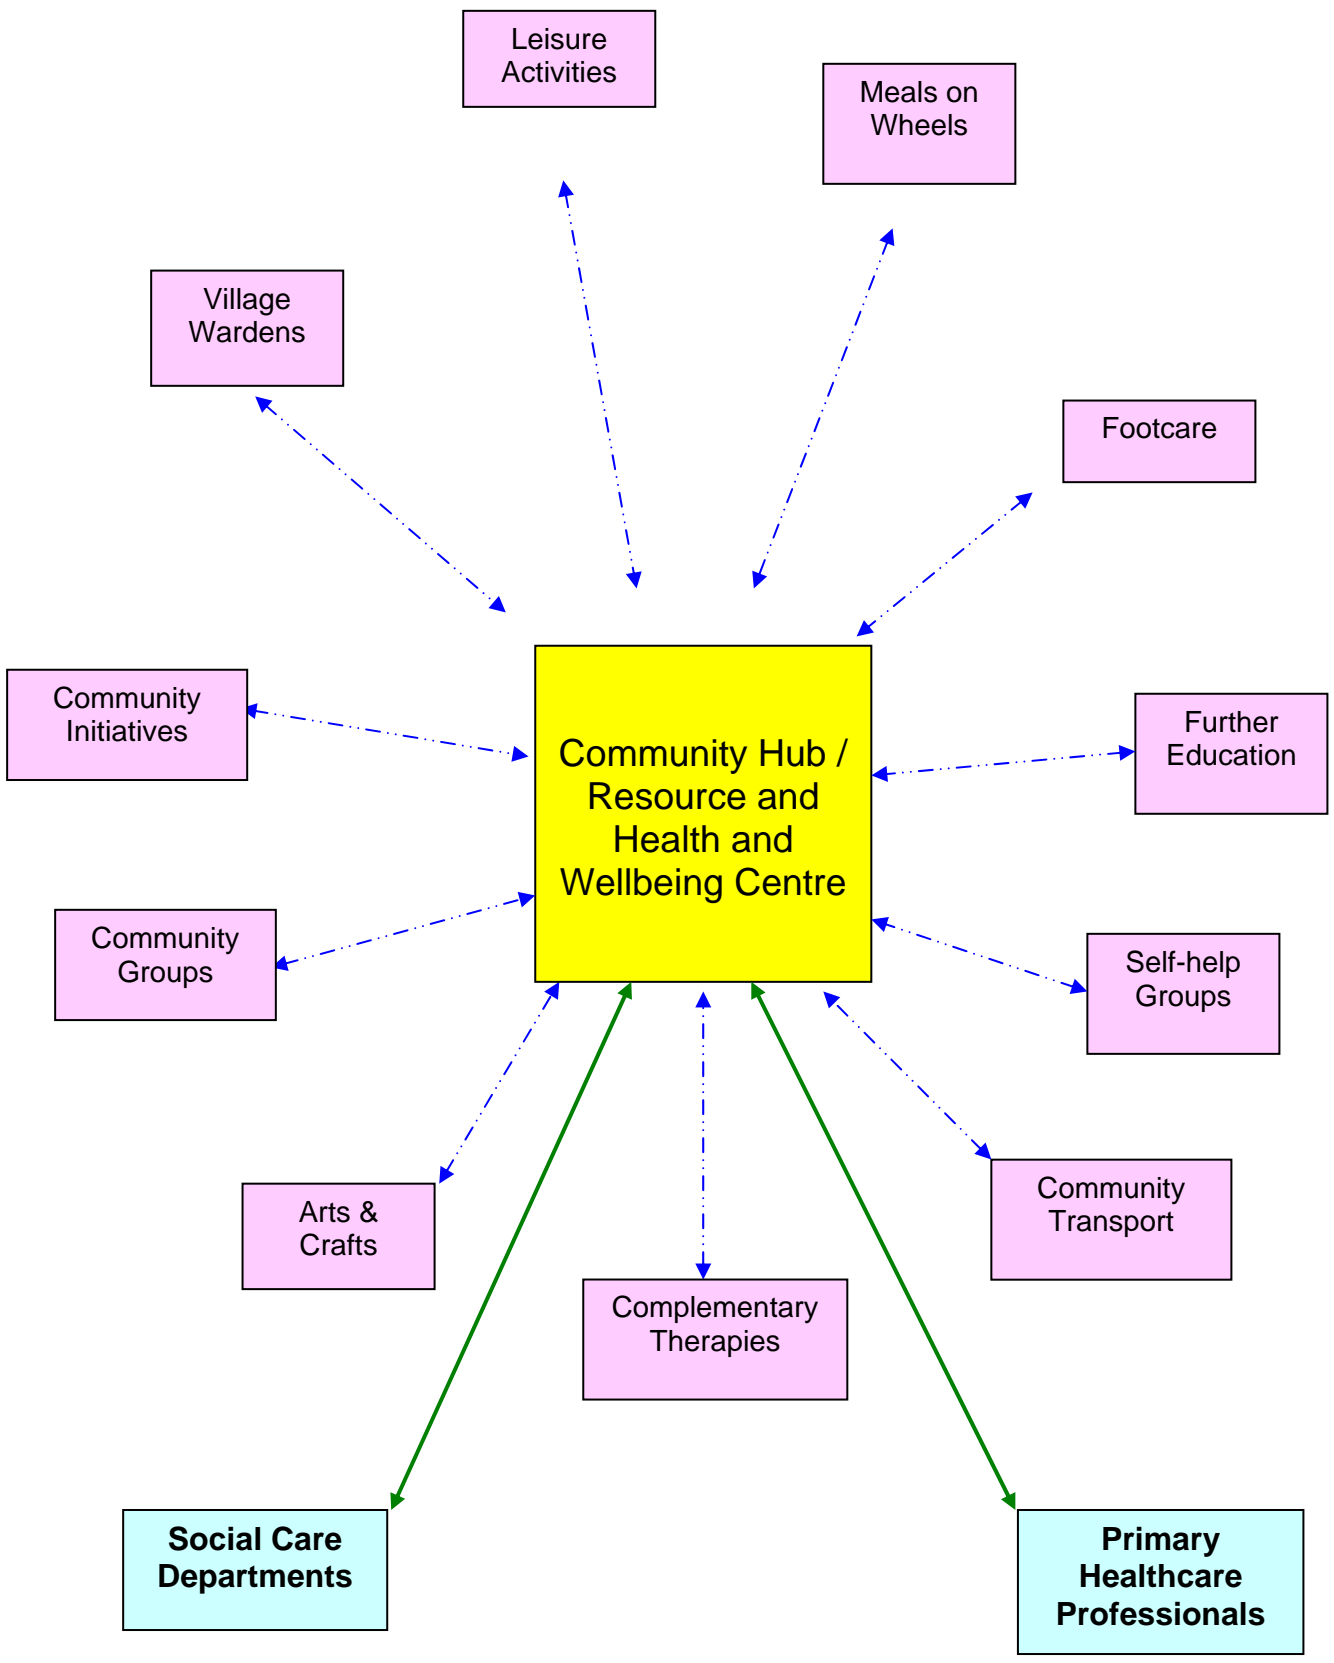 Leisure
Activities
Meals on
Wheels
Village
Wardens
Footcare
Community
Initiatives
Further
Education
Community Hub /
Resource and
Health and
Wellbeing Centre
Community
Groups
Self-help
Groups
Arts &
Crafts
Community
Transport
Complementary
Therapies
Social Care
Departments
Primary
Healthcare
Professionals